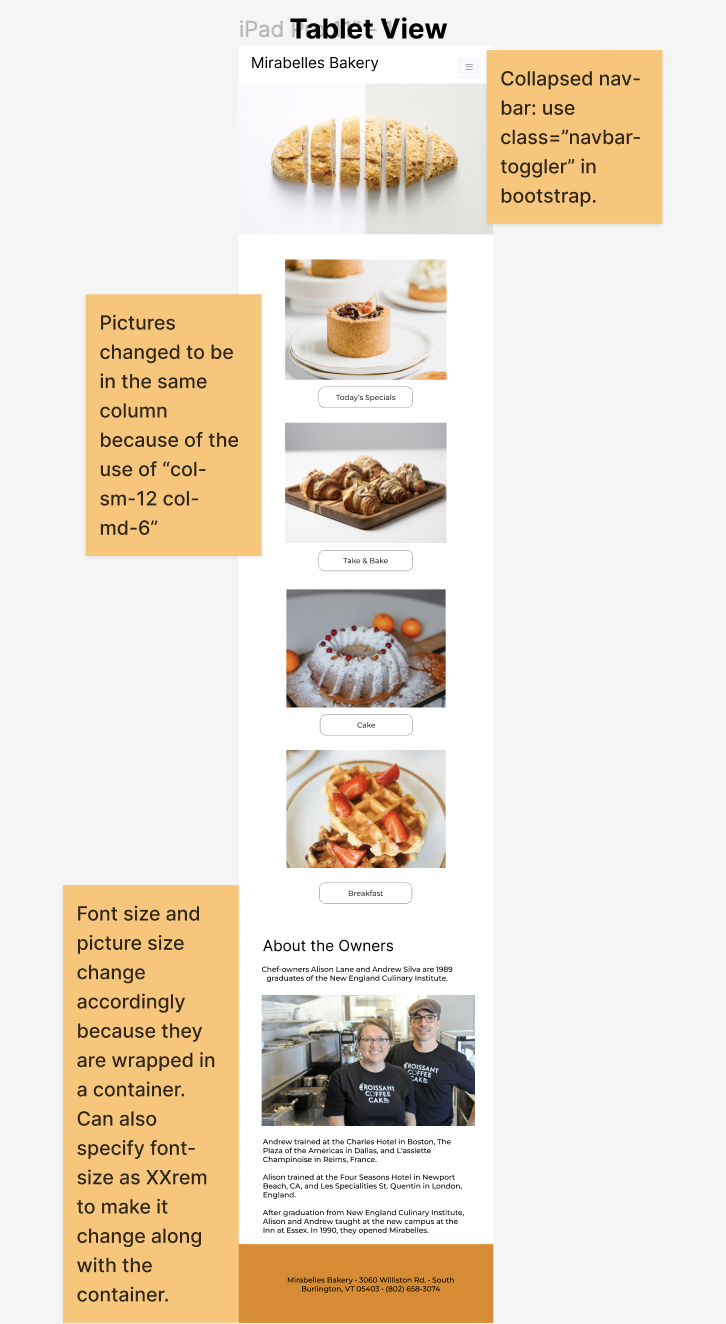 iPad Pro 11" - 1
Tablet View
Mirabelles Bakery
Collapsed nav-
bar: use
class=”navbar-
toggler” in
bootstrap.
Today’s Specials
Pictures
changed to be
in the same
column
because of the
use of “col-
sm-12 col-
md-6”
Take & Bake
Cake
Breakfast
Font size and
picture size
change
accordingly
because they
are wrapped in
a container.
Can also
specify font-
size as XXrem
to make it
change along
with the
container.
About the Owners
Chef-owners Alison Lane and Andrew Silva are 1989
graduates of the New England Culinary Institute.
CROISSANT
COFFEE
CAKE
CROISSANT
COFFEE
CAKE
Andrew trained at the Charles Hotel in Boston, The
Plaza of the Americas in Dallas, and L'assiette
Champinoise in Reims, France.
Alison trained at the Four Seasons Hotel in Newport
Beach, CA, and Les Specialities St. Quentin in London,
England.
After graduation from New England Culinary Institute,
Alison and Andrew taught at the new campus at the
Inn at Essex. In 1990, they opened Mirabelles.
Mirabelles Bakery • 3060 Williston Rd. • South
Burlington, VT 05403 • (802) 658-3074